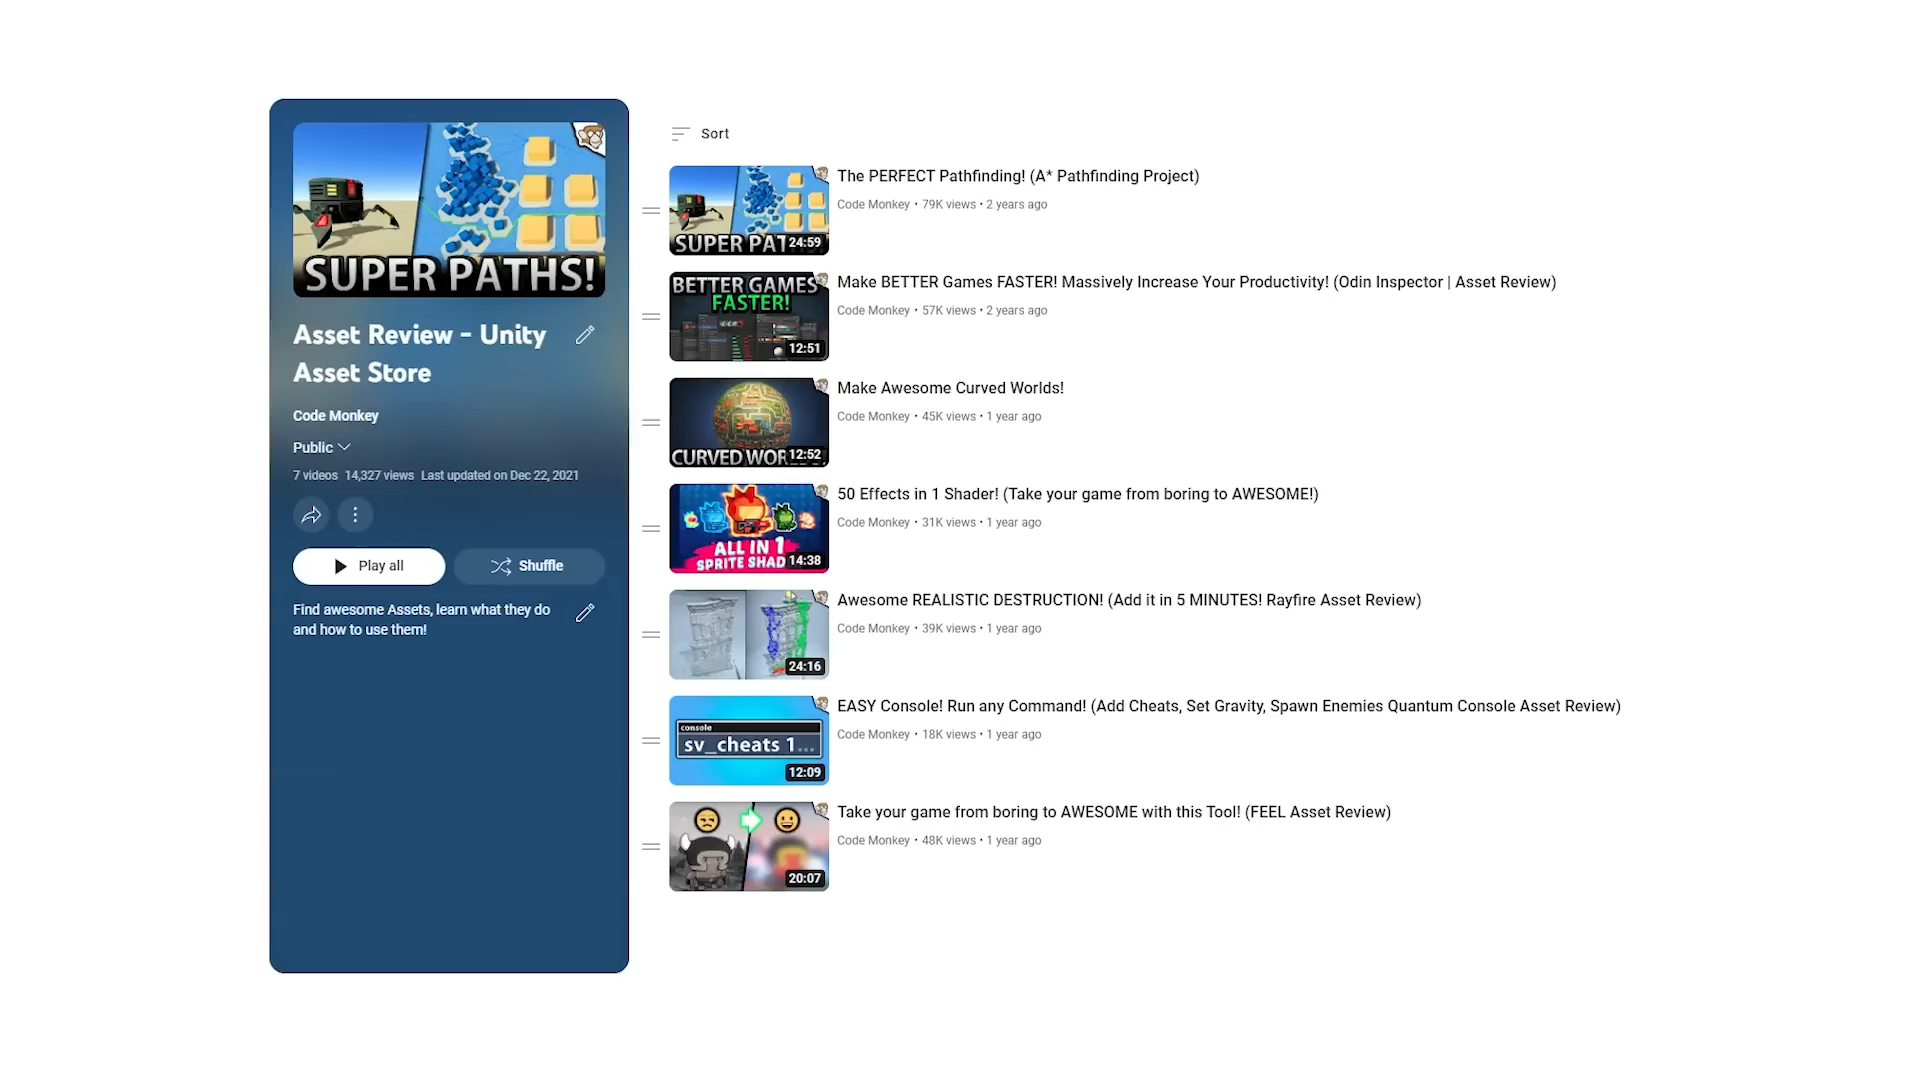 SUPER PATHS!
Asset Review - Unity
Asset Store
Code Monkey
Public
7 videos 14,327 views Last updated on Dec 22, 2021
Play all
Shuffle
Find awesome Assets, learn what they do
and how to use them!
Sort
SUPER PAT
24:59
The PERFECT Pathfinding! (A* Pathfinding Project)
Code Monkey • 79K views • 2 years ago
BETTER GAMES
FASTER!
12:51
Make BETTER Games FASTER! Massively Increase Your Productivity! (Odin Inspector | Asset Review)
Code Monkey • 57K views • 2 years ago
CURVED WOR
12:52
Make Awesome Curved Worlds!
Code Monkey • 45K views • 1 year ago
ALL IN 1
SPRITE SHAD
14:38
50 Effects in 1 Shader! (Take your game from boring to AWESOME!)
Code Monkey • 31K views • 1 year ago
24:16
Awesome REALISTIC DESTRUCTION! (Add it in 5 MINUTES! Rayfire Asset Review)
Code Monkey • 39K views • 1 year ago
console
sv_cheats 1...
12:09
EASY Console! Run any Command! (Add Cheats, Set Gravity, Spawn Enemies Quantum Console Asset Review)
Code Monkey • 18K views • 1 year ago
20:07
Take your game from boring to AWESOME with this Tool! (FEEL Asset Review)
Code Monkey • 48K views • 1 year ago